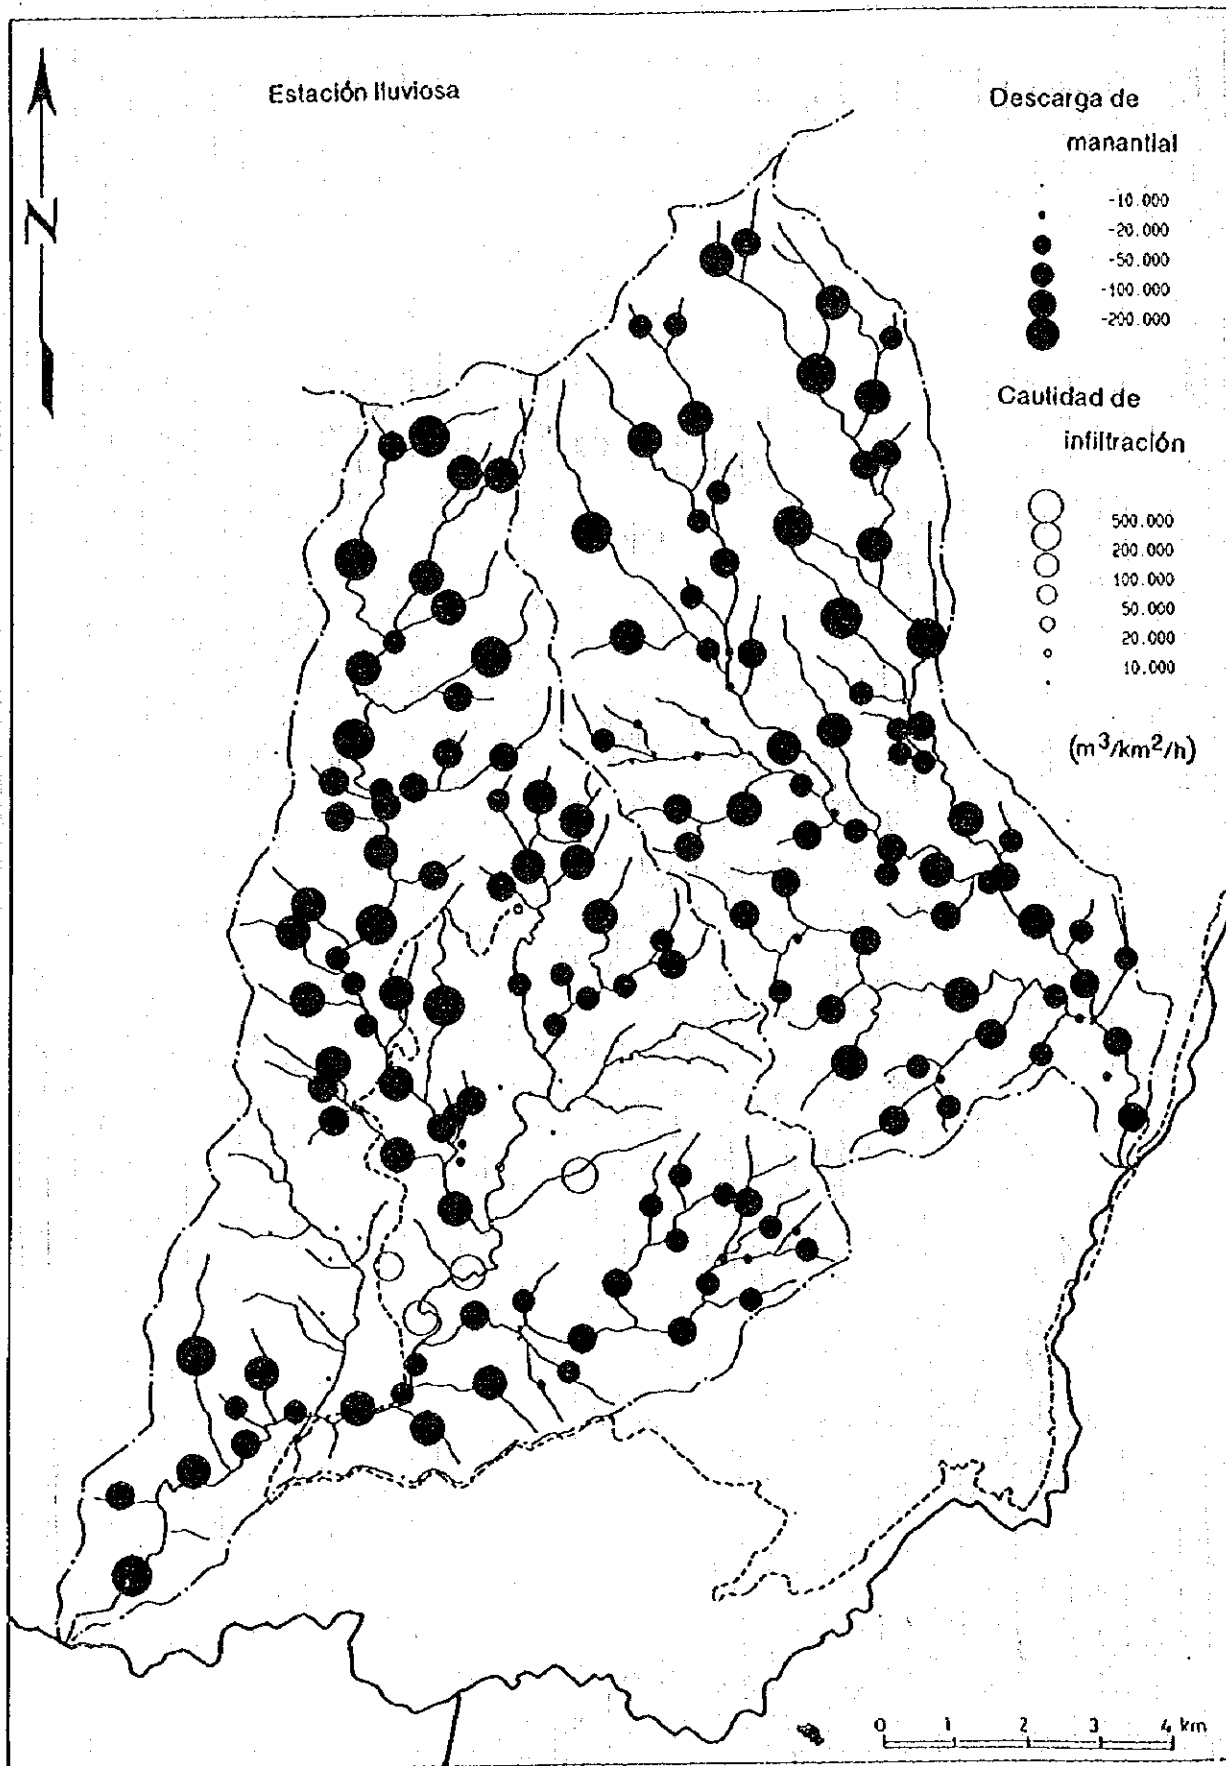 Estación lluviosa
N
Descarga de
manantial
-10.000
-20.000
-50.000
-100.000
-200.000
Cautidad de
infiltración
500.000
200.000
100.000
50.000
20.000
10.000
(m³/km²/h)
0 1 2 3 4 km